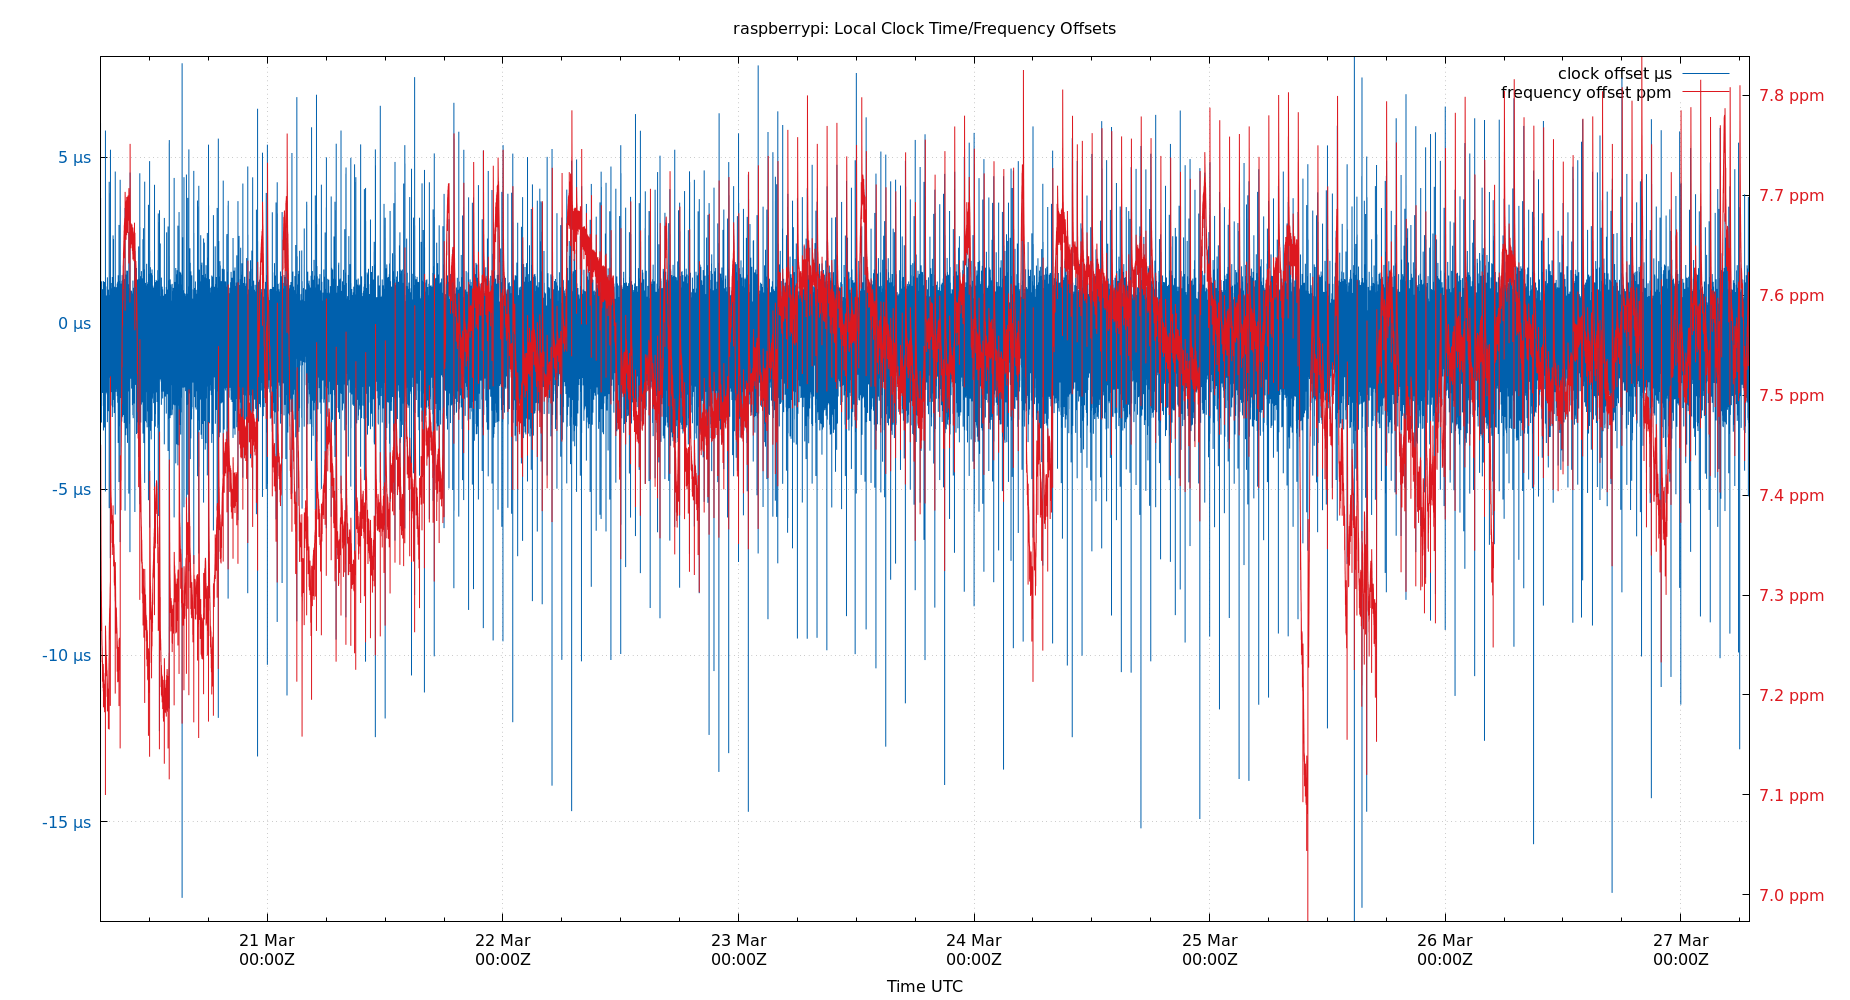 raspberrypi: Local Clock Time/Frequency Offsets
clock offset µs
frequency offset ppm
5 µs
0 µs
-5 µs
-10 µs
-15 µs
7.8 ppm
7.7 ppm
7.6 ppm
7.5 ppm
7.4 ppm
7.3 ppm
7.2 ppm
7.1 ppm
7.0 ppm
21 Mar
00:00Z
22 Mar
00:00Z
23 Mar
00:00Z
24 Mar
00:00Z
25 Mar
00:00Z
26 Mar
00:00Z
27 Mar
00:00Z
Time UTC